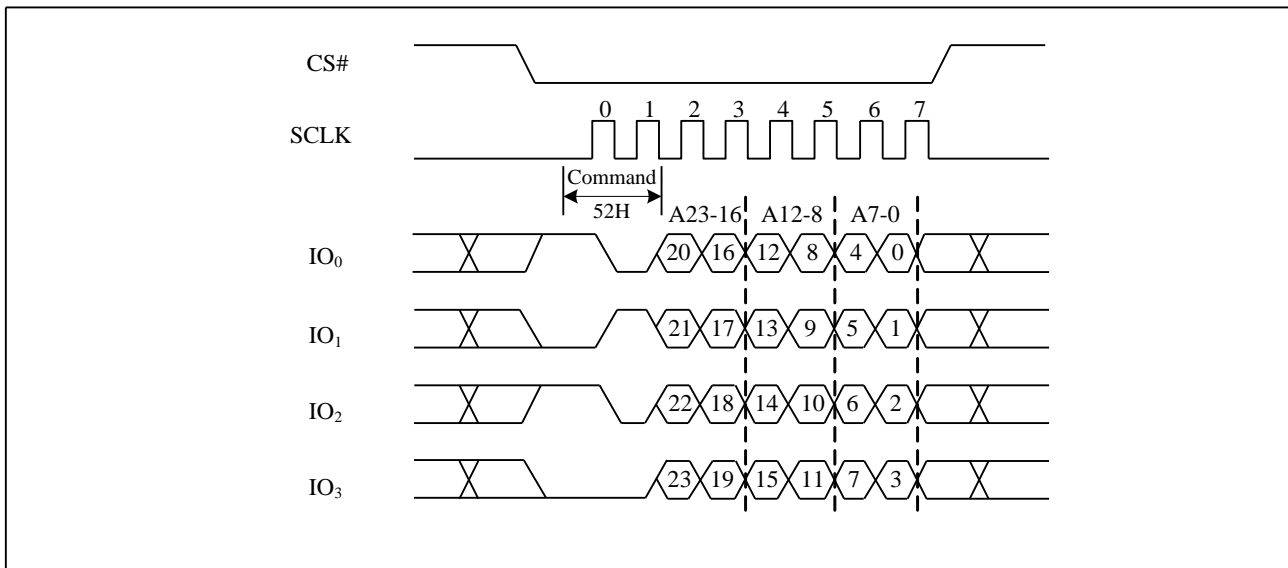 CS#
0 1 2 3 4 5 6 7
SCLK
Command
52H
A23-16 A12-8 A7-0
IO₀ 20 16 12 8 4 0
IO₁ 21 17 13 9 5 1
IO₂ 22 18 14 10 6 2
IO₃ 23 19 15 11 7 3